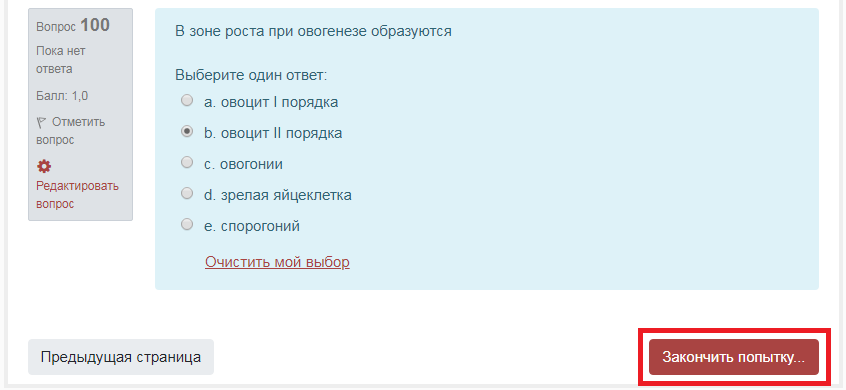 Вопрос 100
Пока нет
ответа
Балл: 1,0
Отметить
вопрос
Редактировать
вопрос
В зоне роста при овогенезе образуются
Выберите один ответ:
a. овоцит I порядка
b. овоцит II порядка
c. овогонии
d. зрелая яйцеклетка
e. спорогоний
Очистить мой выбор
Предыдущая страница
Закончить попытку...